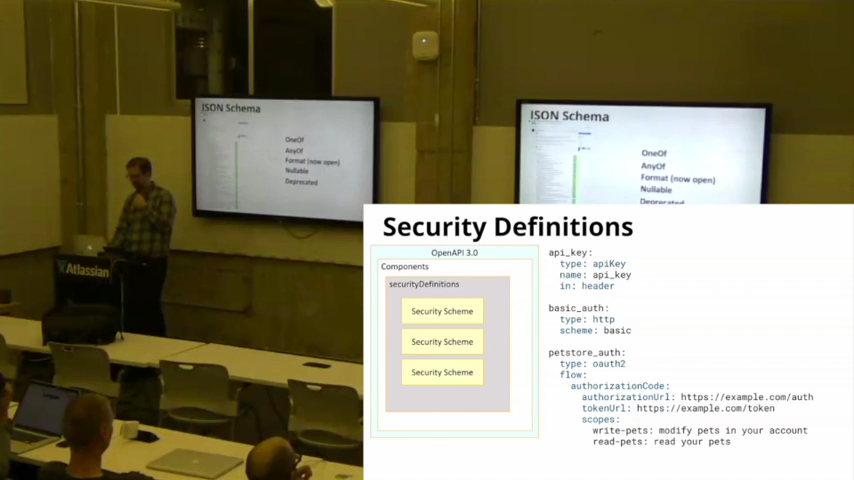 JSON Schema
OneOf
AnyOf
Format (now open)
Nullable
Deprecated
JSON Schema
OneOf
AnyOf
Format (now open)
Nullable
Deprecated
Atlassian
Security Definitions
OpenAPI 3.0
Components
securityDefinitions
Security Scheme
Security Scheme
Security Scheme
api_key:
type: apiKey
name: api_key
in: header
basic_auth:
type: http
scheme: basic
petstore_auth:
type: oauth2
flow:
authorizationCode:
authorizationUrl: https://example.com/auth
tokenUrl: https://example.com/token
scopes:
write-pets: modify pets in your account
read-pets: read your pets